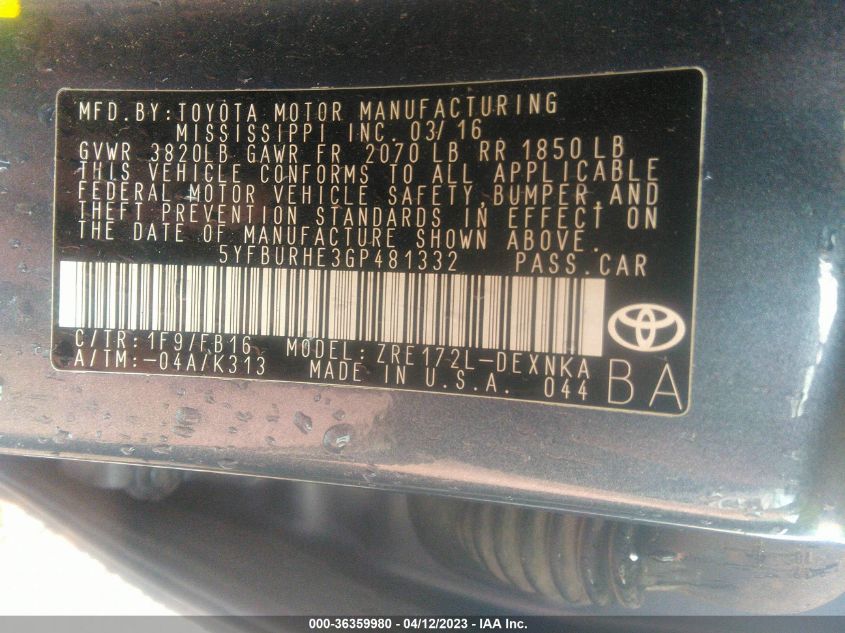 MFD.BY:TOYOTA MOTOR MANUFACTURING
MISSISSIPPI INC. 03/16
GVWR 3820LB GAWR FR 2070 LB RR 1850LB
THIS VEHICLE CONFORMS TO ALL APPLICABLE
FEDERAL MOTOR VEHICLE SAFETY,BUMPER,AND
THEFT PREVENTION STANDARDS IN EFFECT ON
THE DATE OF MANUFACTURE SHOWN ABOVE.
5YFBURHE3GP481332 PASS.CAR
C/TR: 1F9/FB16 MODEL: ZRE172L-DEXNKA
A/TM:-04A/K313 MADE IN U.S.A. 044
BA
000-36359980 - 04/12/2023 - IAA Inc.